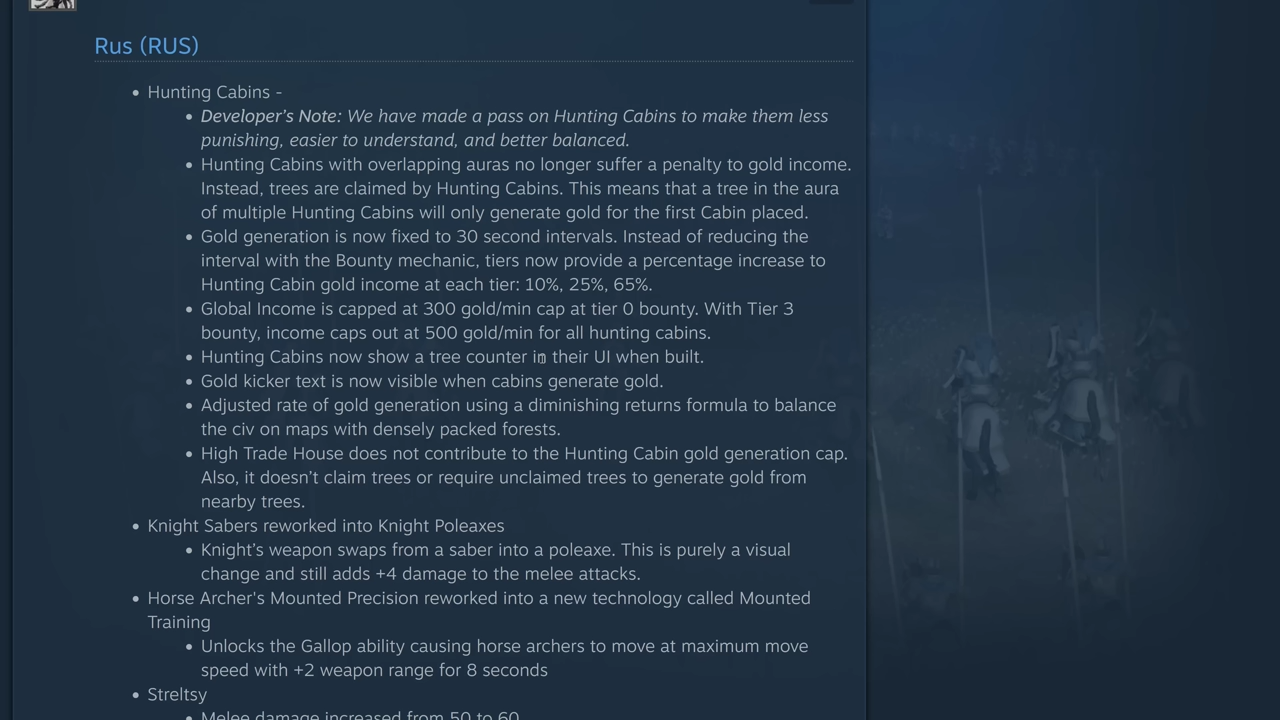 Rus (RUS)
Hunting Cabins -
Developer's Note: We have made a pass on Hunting Cabins to make them less
punishing, easier to understand, and better balanced.
Hunting Cabins with overlapping auras no longer suffer a penalty to gold income.
Instead, trees are claimed by Hunting Cabins. This means that a tree in the aura
of multiple Hunting Cabins will only generate gold for the first Cabin placed.
Gold generation is now fixed to 30 second intervals. Instead of reducing the
interval with the Bounty mechanic, tiers now provide a percentage increase to
Hunting Cabin gold income at each tier: 10%, 25%, 65%.
Global Income is capped at 300 gold/min cap at tier 0 bounty. With Tier 3
bounty, income caps out at 500 gold/min for all hunting cabins.
Hunting Cabins now show a tree counter in their UI when built.
Gold kicker text is now visible when cabins generate gold.
Adjusted rate of gold generation using a diminishing returns formula to balance
the civ on maps with densely packed forests.
High Trade House does not contribute to the Hunting Cabin gold generation cap.
Also, it doesn't claim trees or require unclaimed trees to generate gold from
nearby trees.
Knight Sabers reworked into Knight Poleaxes
Knight's weapon swaps from a saber into a poleaxe. This is purely a visual
change and still adds +4 damage to the melee attacks.
Horse Archer's Mounted Precision reworked into a new technology called Mounted
Training
Unlocks the Gallop ability causing horse archers to move at maximum move
speed with +2 weapon range for 8 seconds
Streltsy
Melee damage increased from 50 to 60